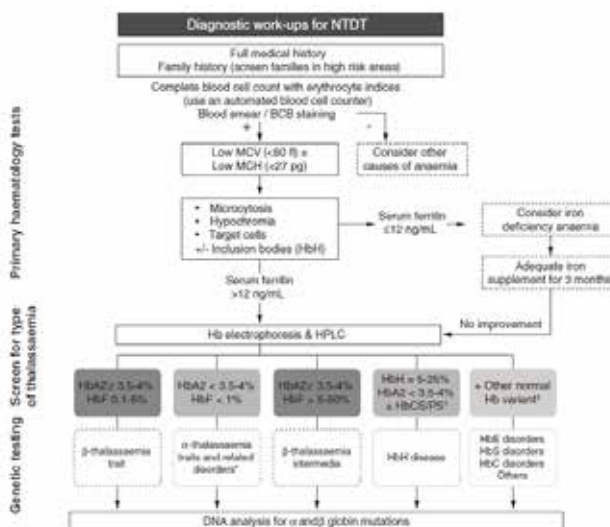 Diagnostic work-ups for NTDT
Full medical history
Family history (screen families in high risk areas)
Complete blood cell count with erythrocyte indices
(use an automated blood cell counter)
Blood smear / BCB staining
+
-
Low MCV (<80 fl) ±
Low MCH (<27 pg)
Consider other
causes of anaemia
Primary haematology tests
• Microcytosis
• Hypochromia
• Target cells
+/- Inclusion bodies (HbH)
Serum ferritin
≤12 ng/mL
Consider iron
deficiency anaemia
Adequate iron
supplement for 3 months
Serum ferritin
>12 ng/mL
No improvement
Hb electrophoresis & HPLC
Screen for type
of thalassaemia
HbA2≥ 3.5-4%
HbF 0.1-5%
HbA2 < 3.5-4%
HbF < 1%
HbA2≥ 3.5-4%
HbF > 5-50%
HbH = 5-25%
HbA2 < 3.5-4%
± HbCS/PS
+ Other normal
Hb variant
Genetic testing
β-thalassaemia
trait
α-thalassaemia
traits and related
disorders
β-thalassaemia
intermedia
HbH disease
HbE disorders
HbS disorders
HbC disorders
Others
DNA analysis for α and β globin mutations